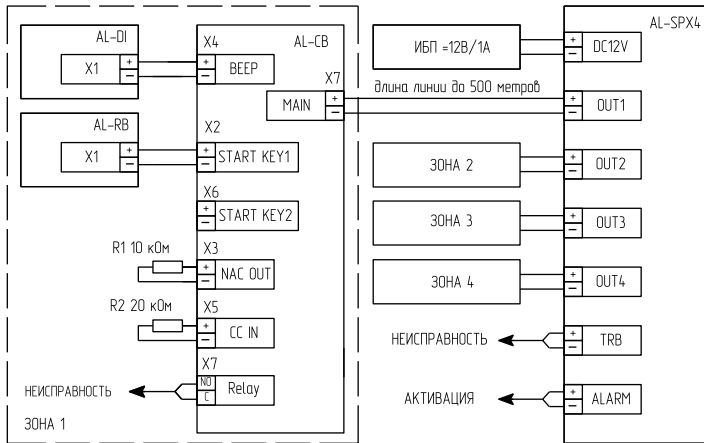 AL-DI
X1
+
−
X4
+
−
BEEP
AL-CB
X7
MAIN
+
−
AL-RB
X1
+
−
X2
+
−
START KEY1
X6
+
−
START KEY2
R1 10 кОм
X3
+
−
NAC OUT
R2 20 кОм
X5
+
−
CC IN
X7
NO
C
Relay
НЕИСПРАВНОСТЬ
ЗОНА 1
AL-SPX4
ИБП =12В/1А
+
−
DC12V
длина линии до 500 метров
+
−
OUT1
ЗОНА 2
+
−
OUT2
ЗОНА 3
+
−
OUT3
ЗОНА 4
+
−
OUT4
НЕИСПРАВНОСТЬ
+
−
TRB
АКТИВАЦИЯ
+
−
ALARM